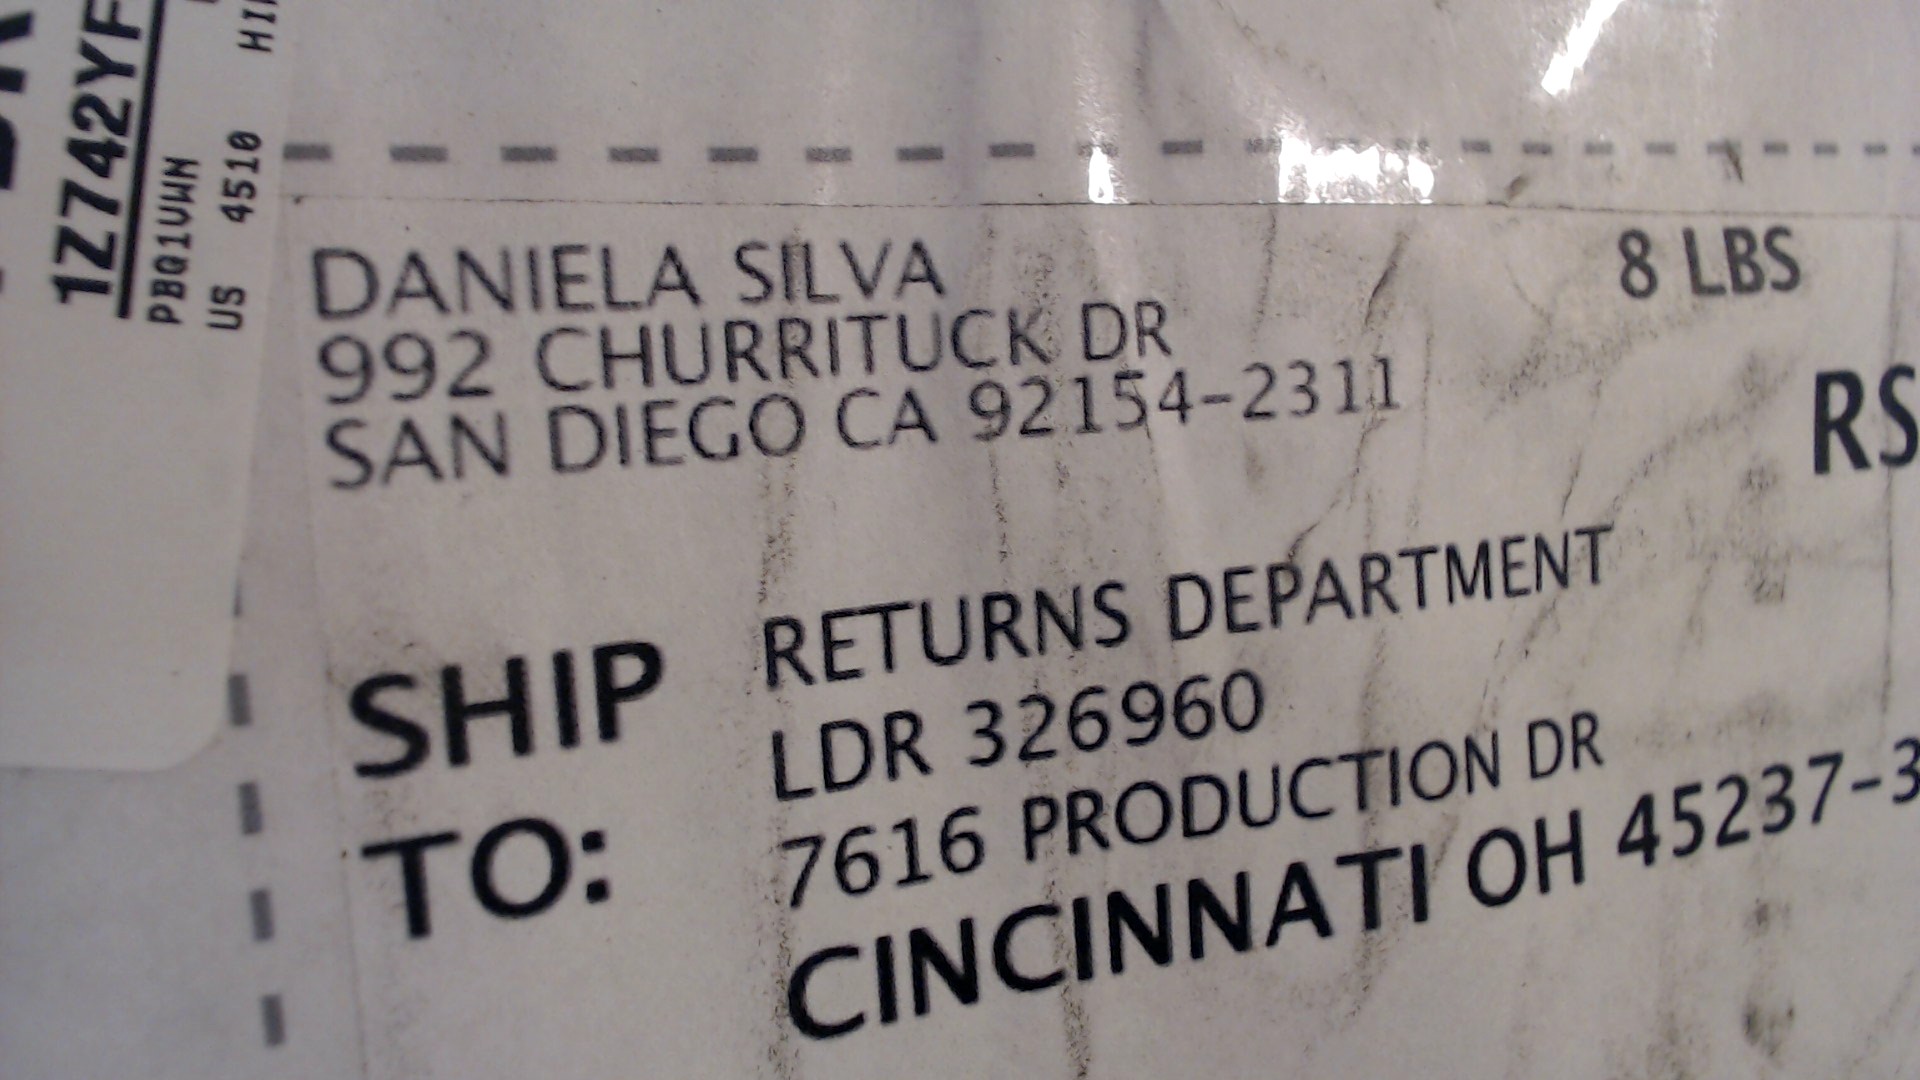 1Z742YF
PBQ1UWN
US 4510 HI
DANIELA SILVA
992 CHURRITUCK DR
SAN DIEGO CA 92154-2311
8 LBS
RS
SHIP
TO:
RETURNS DEPARTMENT
LDR 326960
7616 PRODUCTION DR
CINCINNATI OH 45237-3